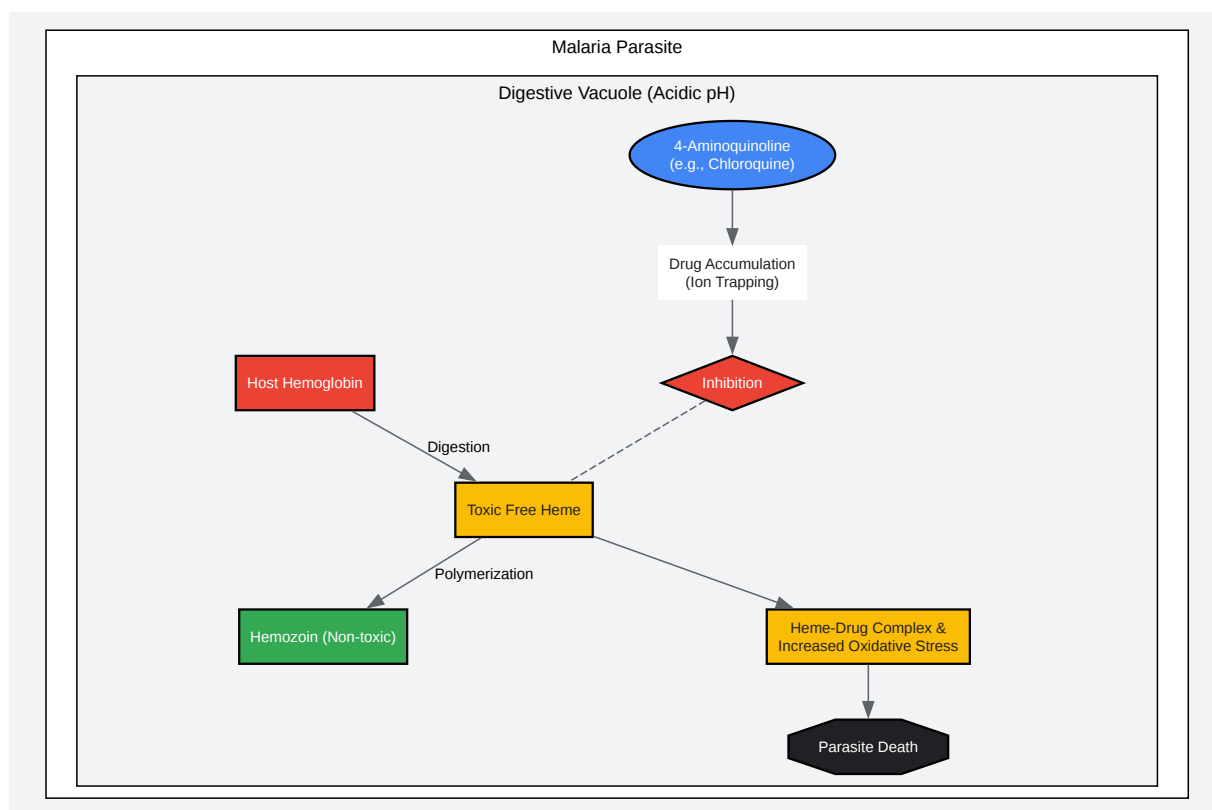 Malaria Parasite
Digestive Vacuole (Acidic pH)
4-Aminoquinoline
(e.g., Chloroquine)
Drug Accumulation
(Ion Trapping)
Host Hemoglobin
Inhibition
Digestion
Toxic Free Heme
Polymerization
Hemozoin (Non-toxic)
Heme-Drug Complex &
Increased Oxidative Stress
Parasite Death